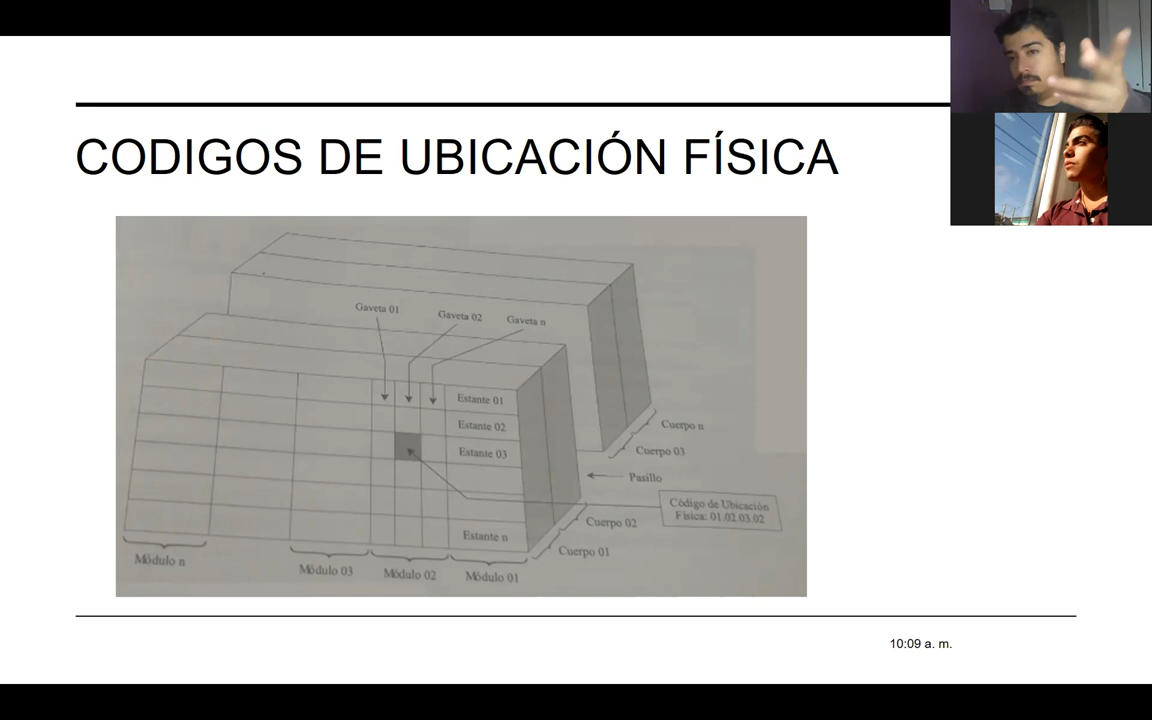 CODIGOS DE UBICACIÓN FÍSICA
Gaveta 01
Gaveta 02
Gaveta n
Estante 01
Estante 02
Estante 03
Estante n
Cuerpo n
Cuerpo 03
Pasillo
Código de Ubicación
Física: 01.02.03.02
Cuerpo 02
Cuerpo 01
Módulo n
Módulo 03
Módulo 02
Módulo 01
10:09 a. m.